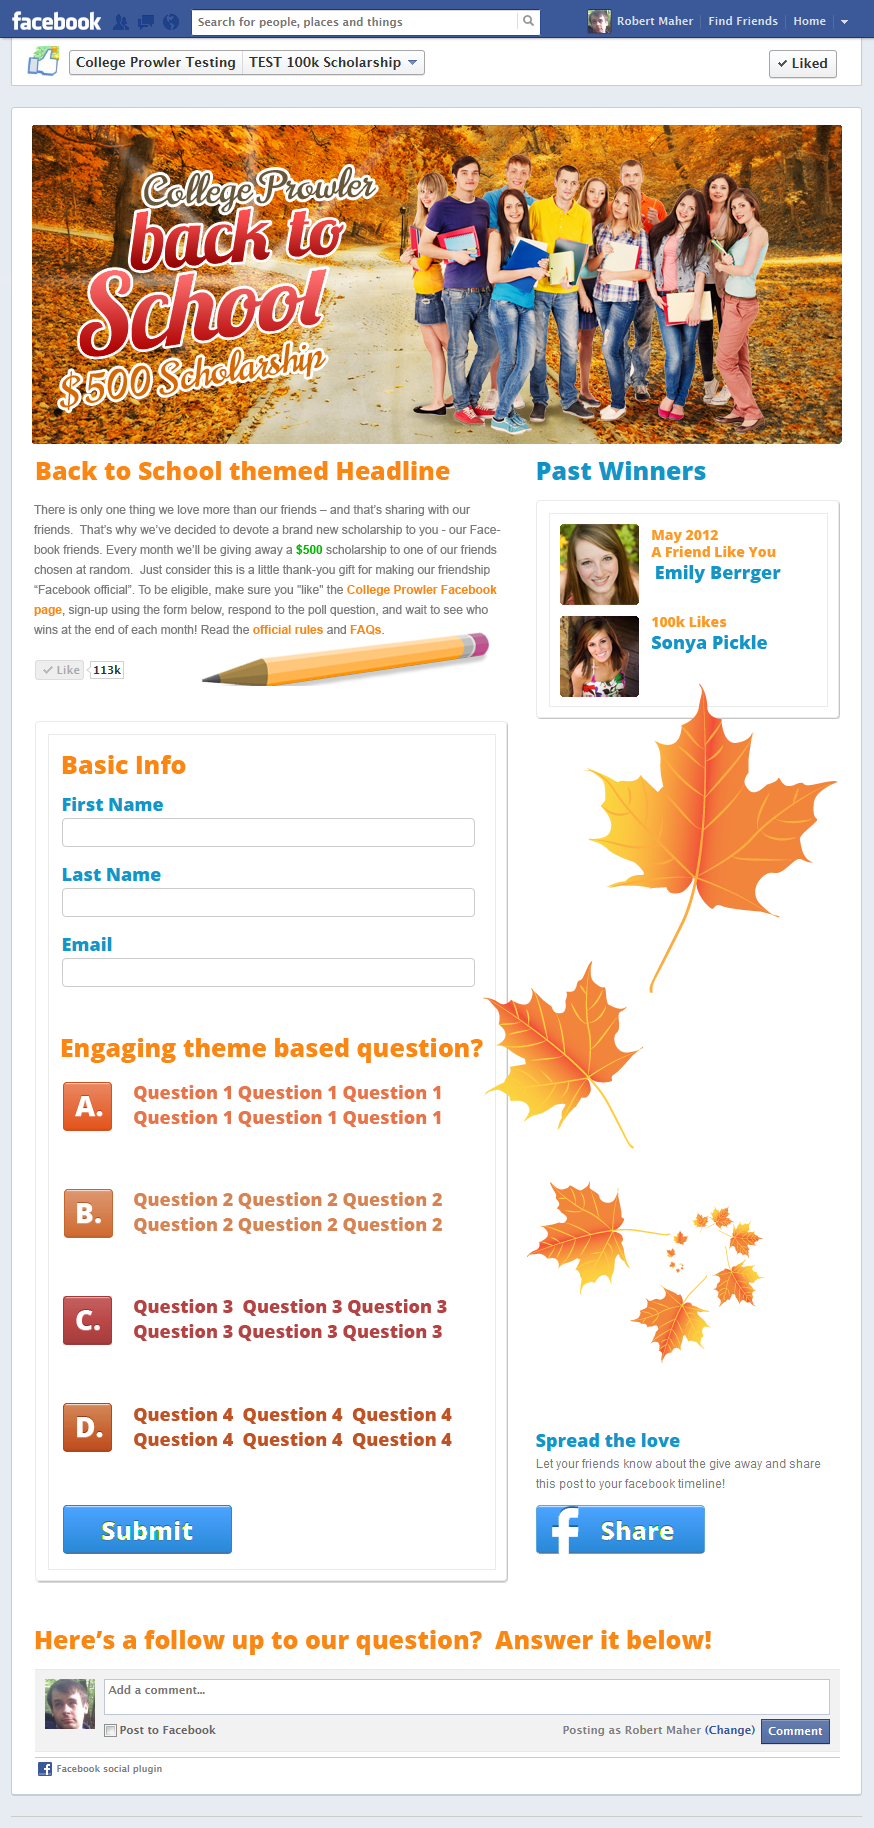 facebook
Search for people, places and things
Robert Maher
Find Friends
Home
College Prowler Testing
TEST 100k Scholarship
Liked
College Prowler
back to
School
$500 Scholarship
Back to School themed Headline
There is only one thing we love more than our friends – and that's sharing with our
friends.  That's why we've decided to devote a brand new scholarship to you - our Face-
book friends. Every month we'll be giving away a $500 scholarship to one of our friends
chosen at random.  Just consider this is a little thank-you gift for making our friendship
“Facebook official”. To be eligible, make sure you "like" the College Prowler Facebook
page, sign-up using the form below, respond to the poll question, and wait to see who
wins at the end of each month! Read the official rules and FAQs.
Like
113k
Past Winners
May 2012
A Friend Like You
Emily Berrger
100k Likes
Sonya Pickle
Basic Info
First Name
Last Name
Email
Engaging theme based question?
A.
Question 1 Question 1 Question 1
Question 1 Question 1 Question 1
B.
Question 2 Question 2 Question 2
Question 2 Question 2 Question 2
C.
Question 3  Question 3 Question 3
Question 3 Question 3 Question 3
D.
Question 4  Question 4  Question 4
Question 4  Question 4  Question 4
Submit
Spread the love
Let your friends know about the give away and share
this post to your facebook timeline!
f Share
Here's a follow up to our question?  Answer it below!
Add a comment...
Post to Facebook
Posting as Robert Maher (Change)
Comment
Facebook social plugin